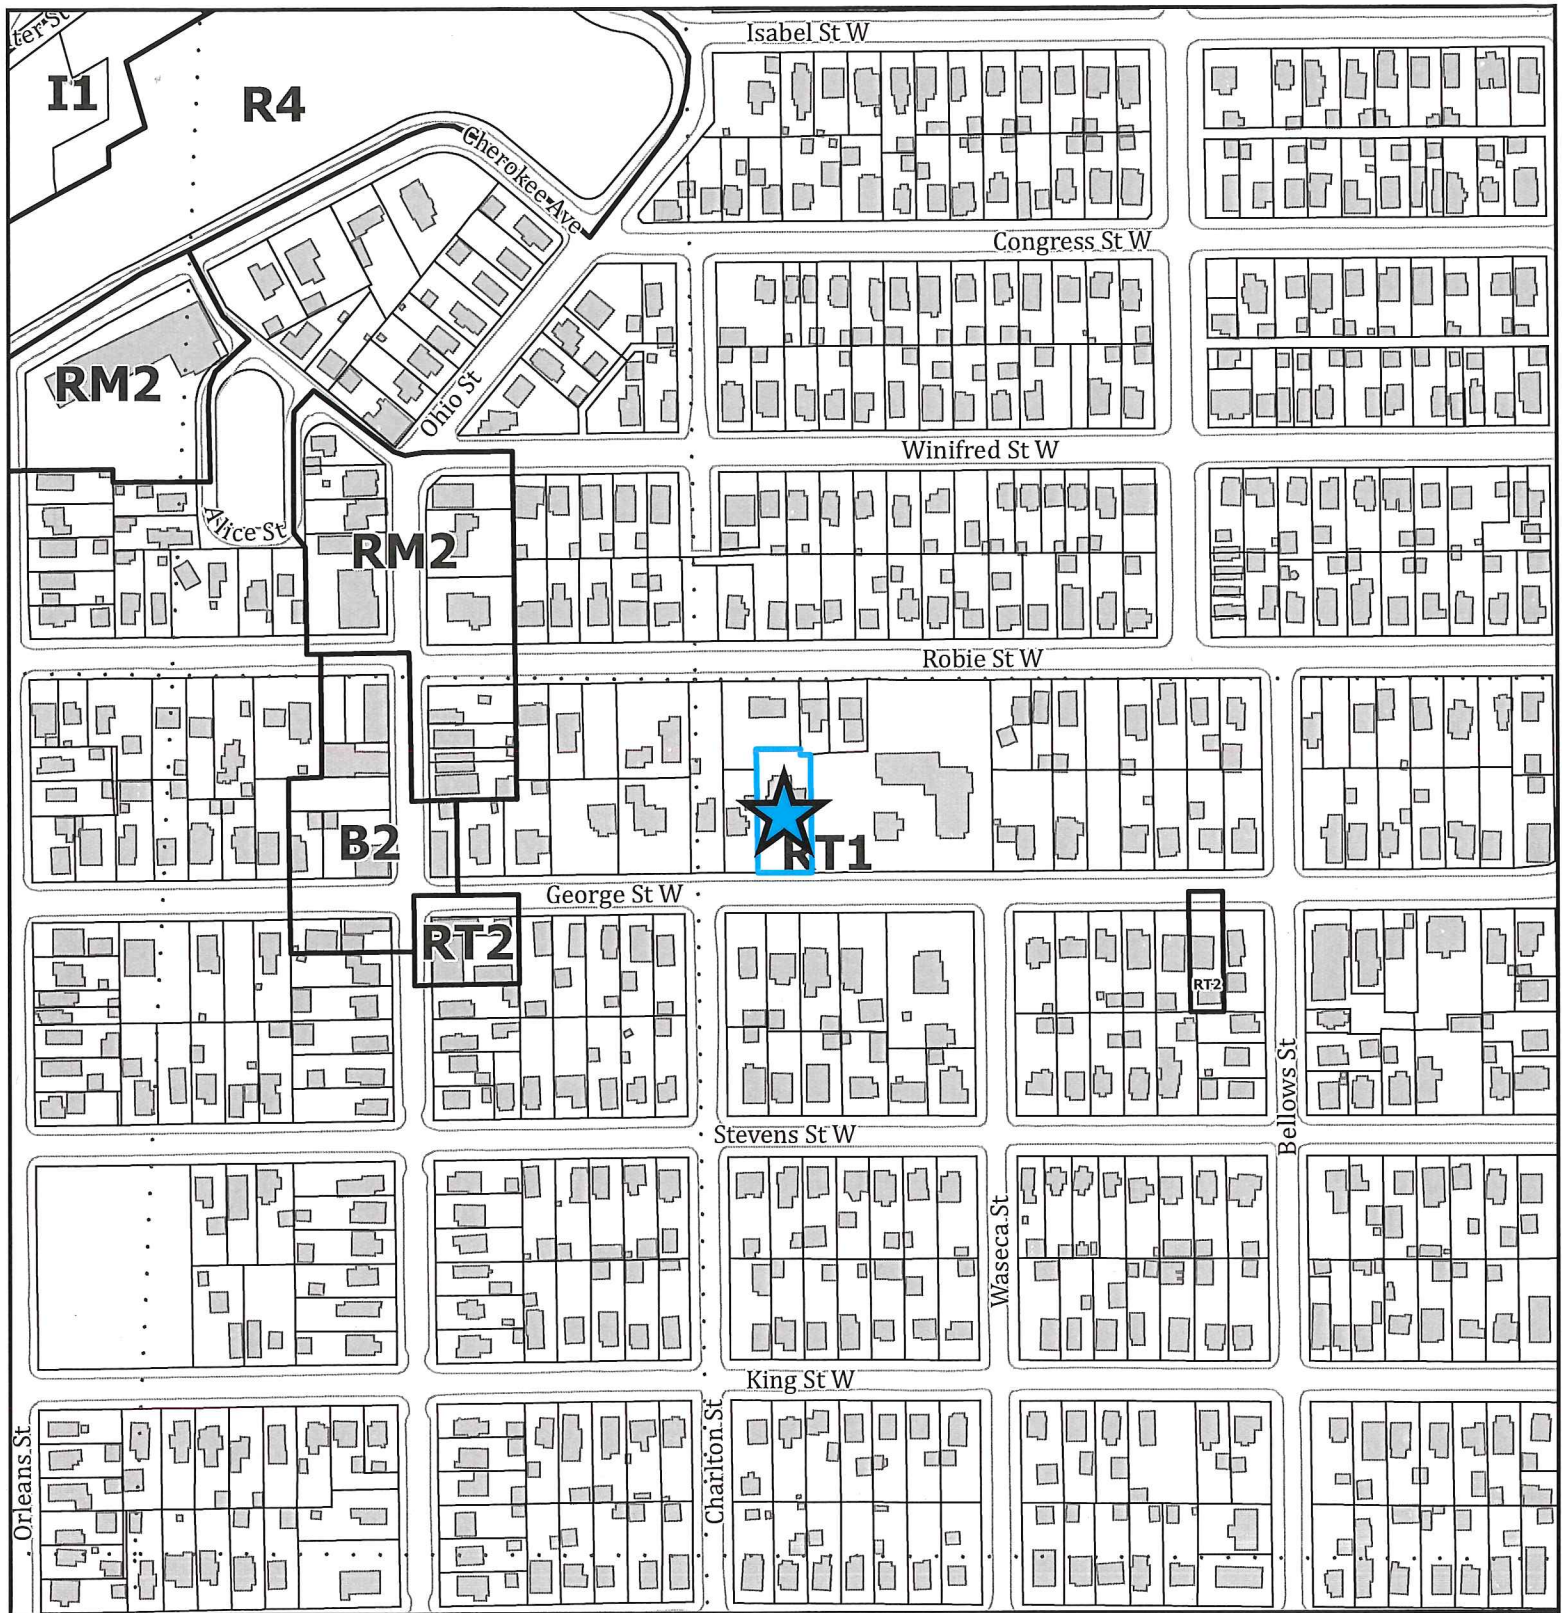 Isabel St W
I1
R4
Cherokee Ave
Congress St W
RM2
Ohio St
Winifred St W
Alice St
RM2
Robie St W
B2
RT1
George St W
RT2
RT2
Bellows St
Stevens St W
Waseca St
King St W
Orleans St
Charlton St